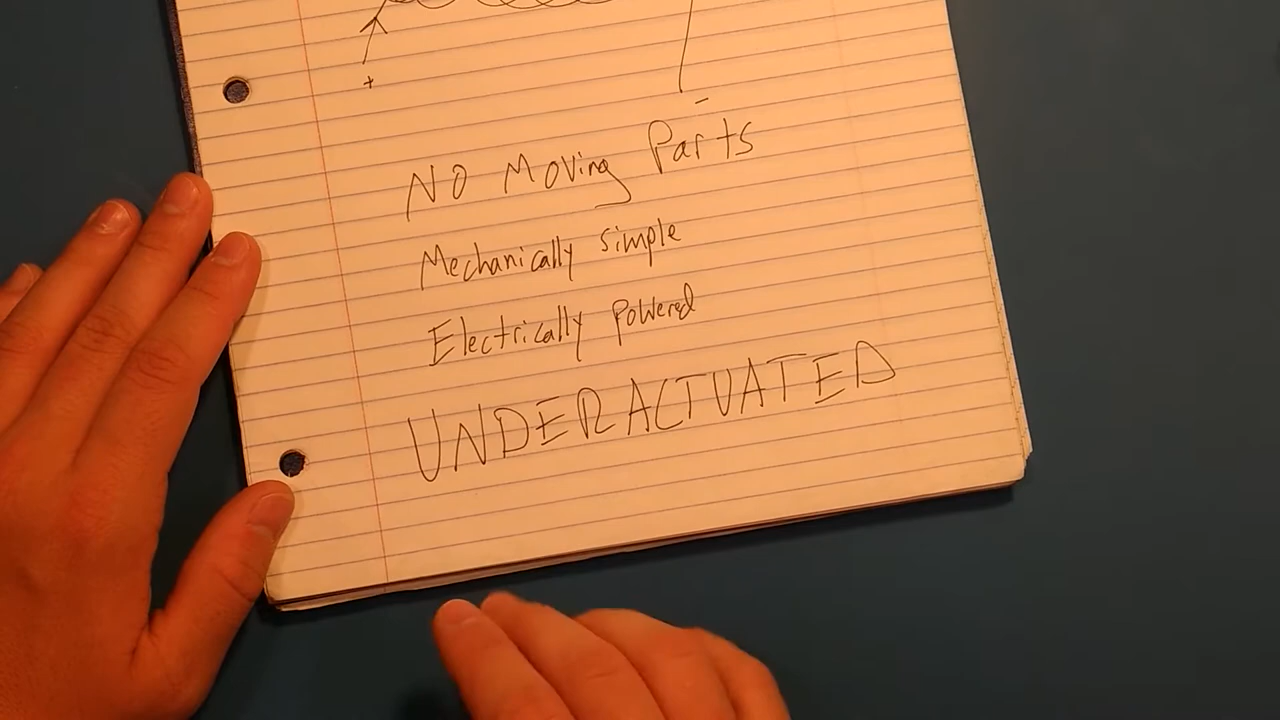 +
-
NO Moving Parts
Mechanically simple
Electrically powered
UNDERACTUATED